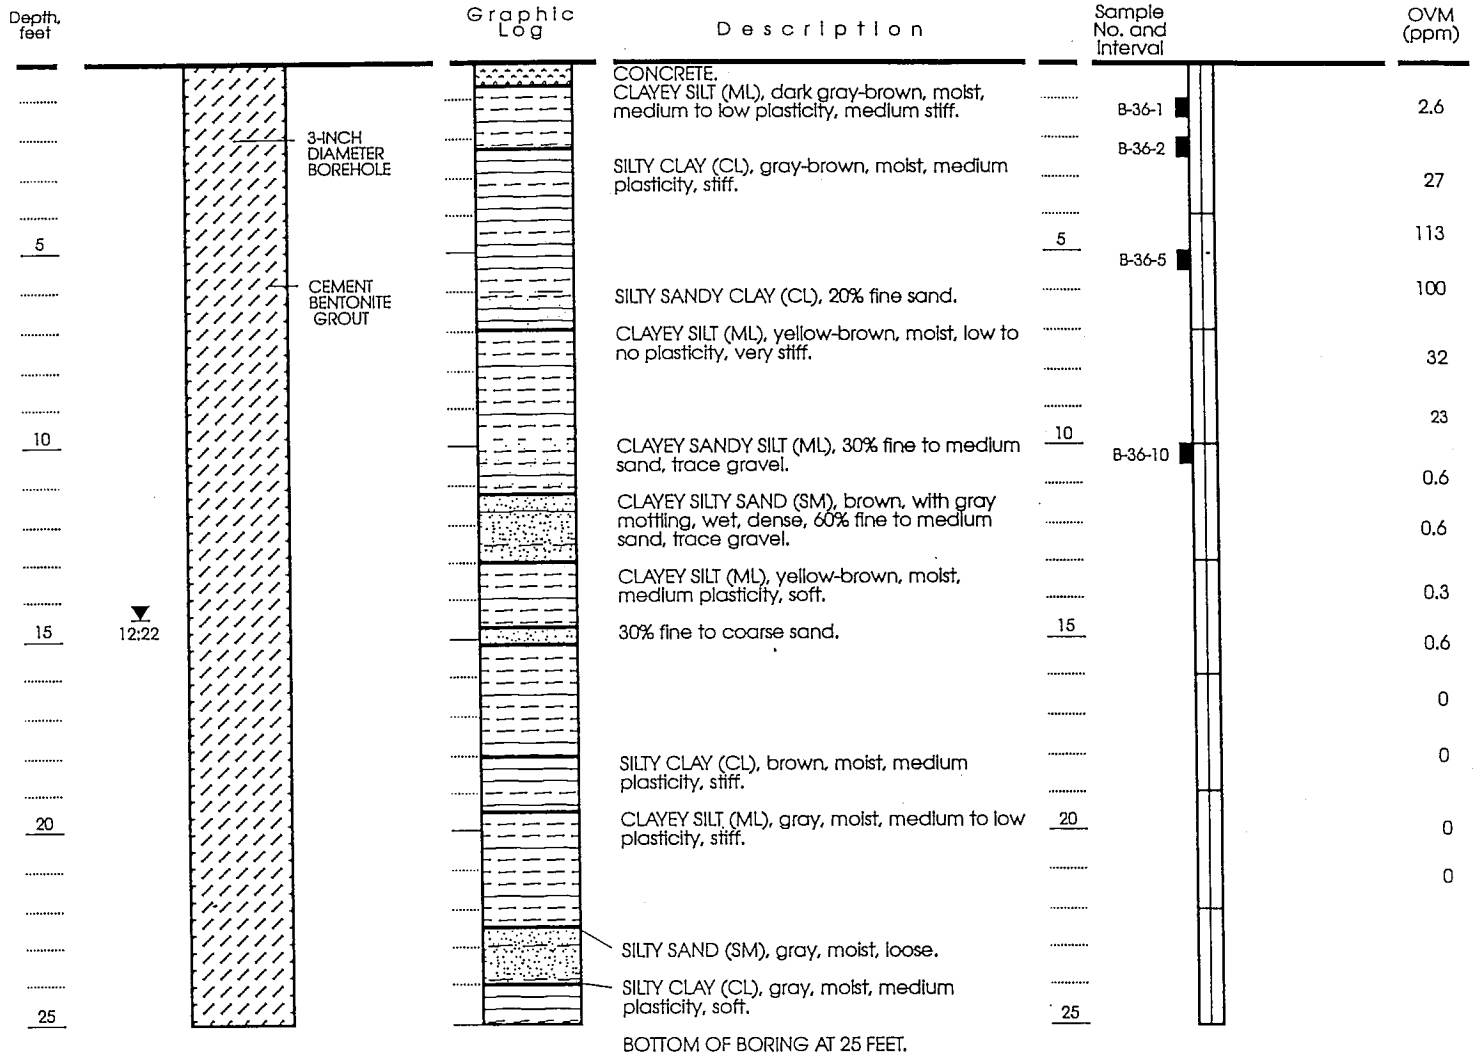 Depth, feet
Graphic Log
Description
Sample No. and Interval
OVM (ppm)
CONCRETE.
CLAYEY SILT (ML), dark gray-brown, moist,
medium to low plasticity, medium stiff.
B-36-1
2.6
3-INCH
DIAMETER
BOREHOLE
B-36-2
SILTY CLAY (CL), gray-brown, moist, medium
plasticity, stiff.
27
5
5
113
B-36-5
CEMENT
BENTONITE
GROUT
SILTY SANDY CLAY (CL), 20% fine sand.
100
CLAYEY SILT (ML), yellow-brown, moist, low to
no plasticity, very stiff.
32
23
10
10
CLAYEY SANDY SILT (ML), 30% fine to medium
sand, trace gravel.
B-36-10
0.6
CLAYEY SILTY SAND (SM), brown, with gray
mottling, wet, dense, 60% fine to medium
sand, trace gravel.
0.6
CLAYEY SILT (ML), yellow-brown, moist,
medium plasticity, soft.
0.3
15
12:22
30% fine to coarse sand.
15
0.6
0
SILTY CLAY (CL), brown, moist, medium
plasticity, stiff.
0
20
CLAYEY SILT (ML), gray, moist, medium to low
plasticity, stiff.
20
0
0
SILTY SAND (SM), gray, moist, loose.
SILTY CLAY (CL), gray, moist, medium
plasticity, soft.
25
25
BOTTOM OF BORING AT 25 FEET.